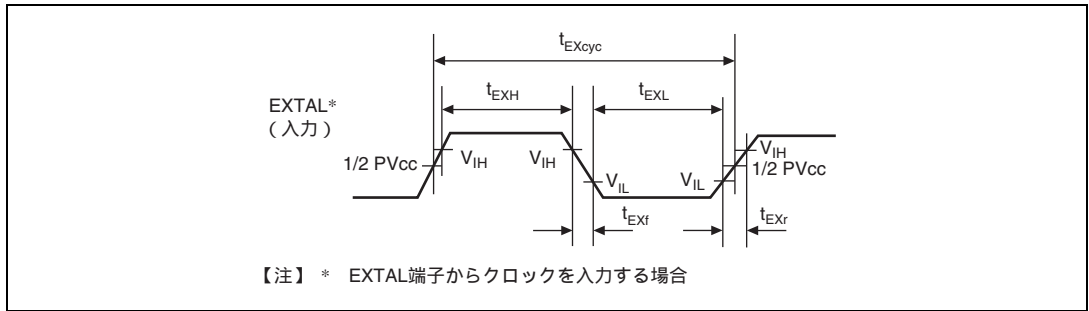 tEXcyc
tEXH
tEXL
EXTAL*
(入力)
1/2 PVcc
VIH
VIH
VIL
VIL
VIH
1/2 PVcc
tEXf
tEXr
【注】 * EXTAL端子からクロックを入力する場合